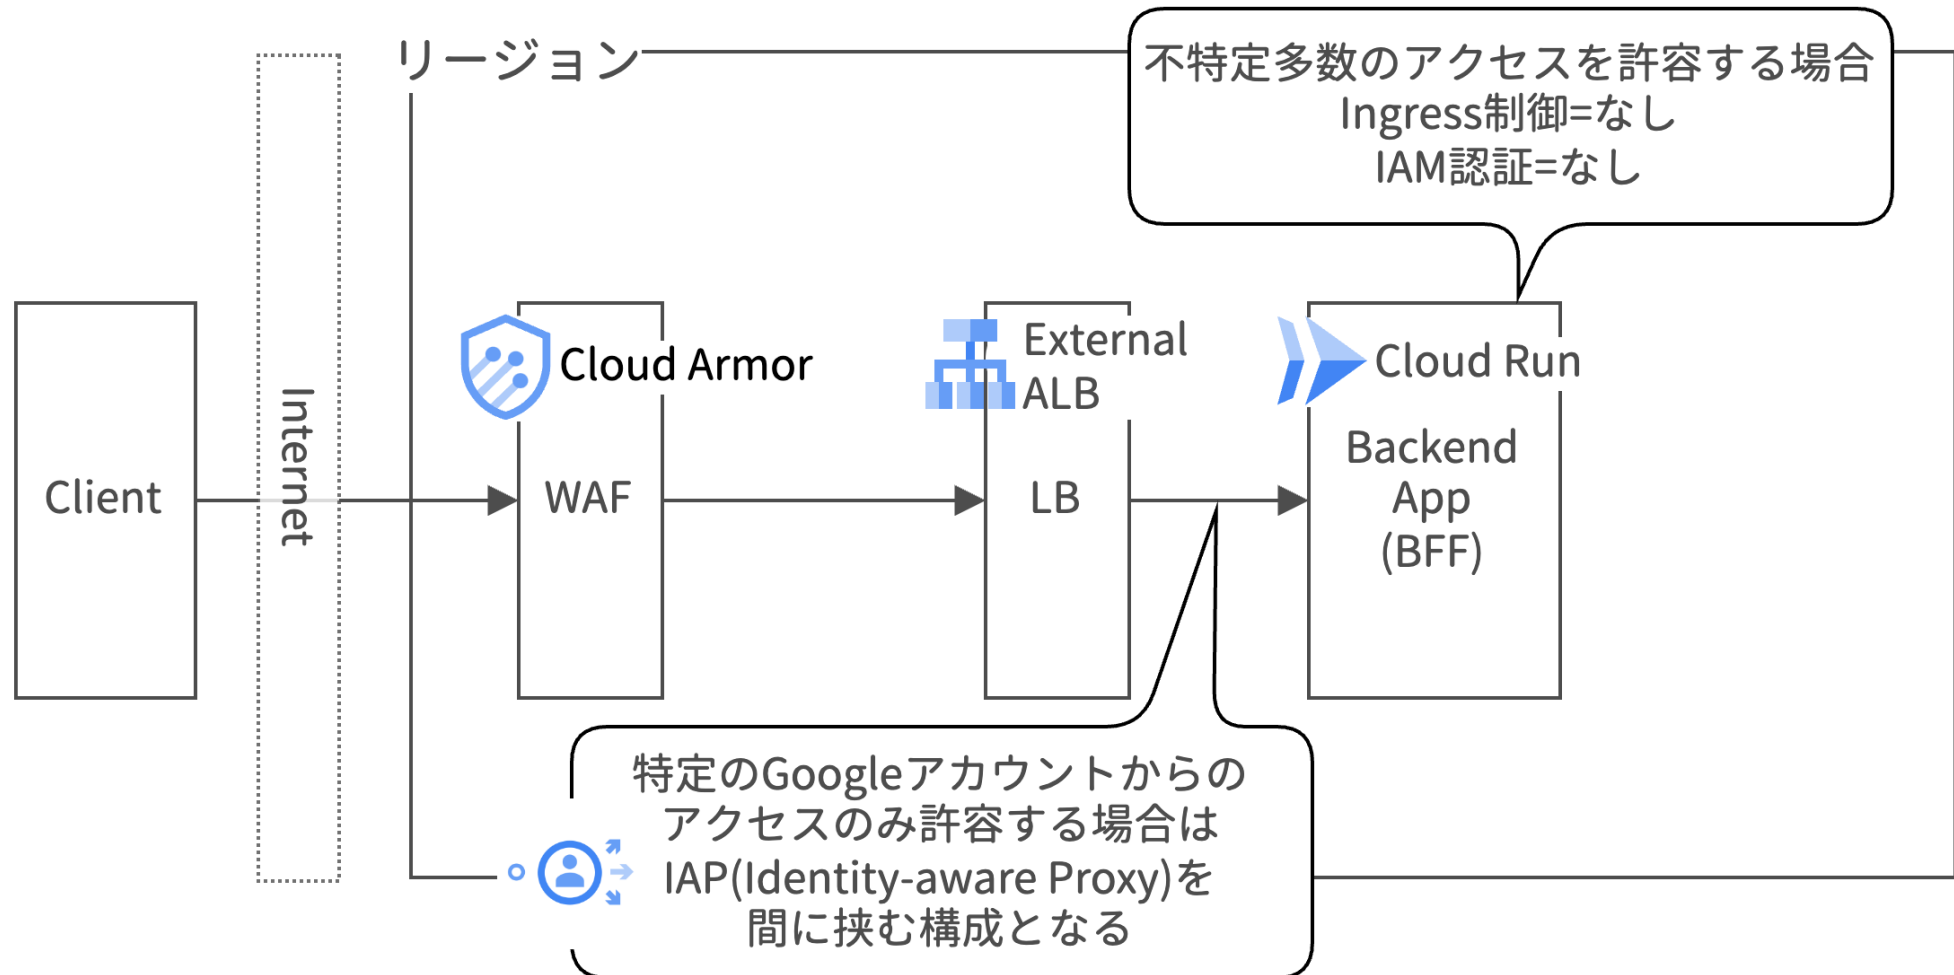 リージョン
不特定多数のアクセスを許容する場合
Ingress制御=なし
IAM認証=なし
Client
Internet
Cloud Armor
WAF
External
ALB
LB
Cloud Run
Backend
App
(BFF)
特定のGoogleアカウントからの
アクセスのみ許容する場合は
IAP(Identity-aware Proxy)を
間に挟む構成となる